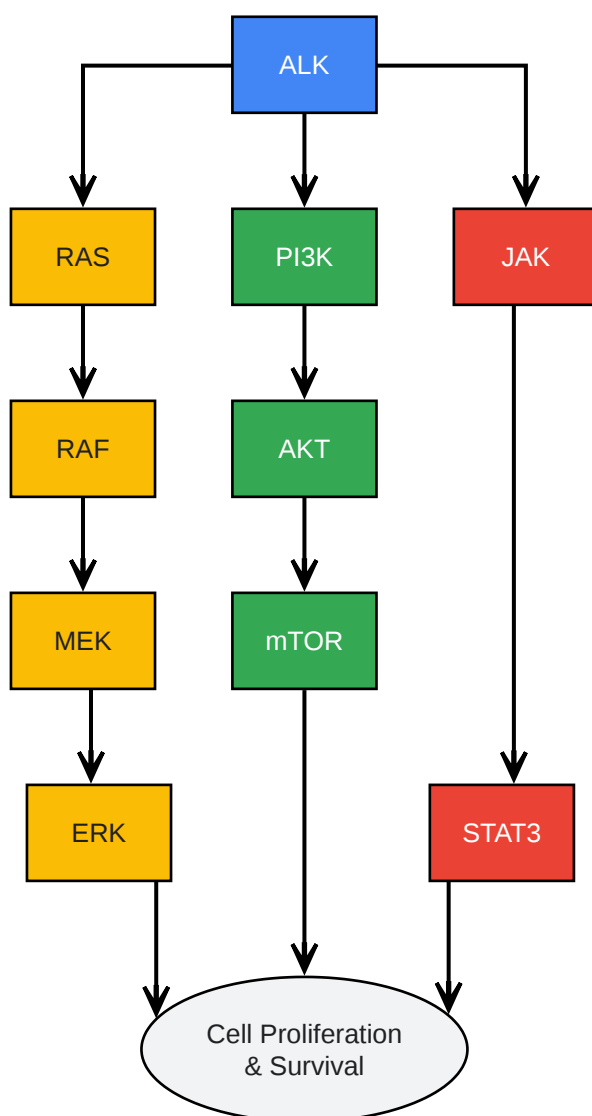 ALK
RAS
PI3K
JAK
RAF
AKT
MEK
mTOR
ERK
STAT3
Cell Proliferation
& Survival